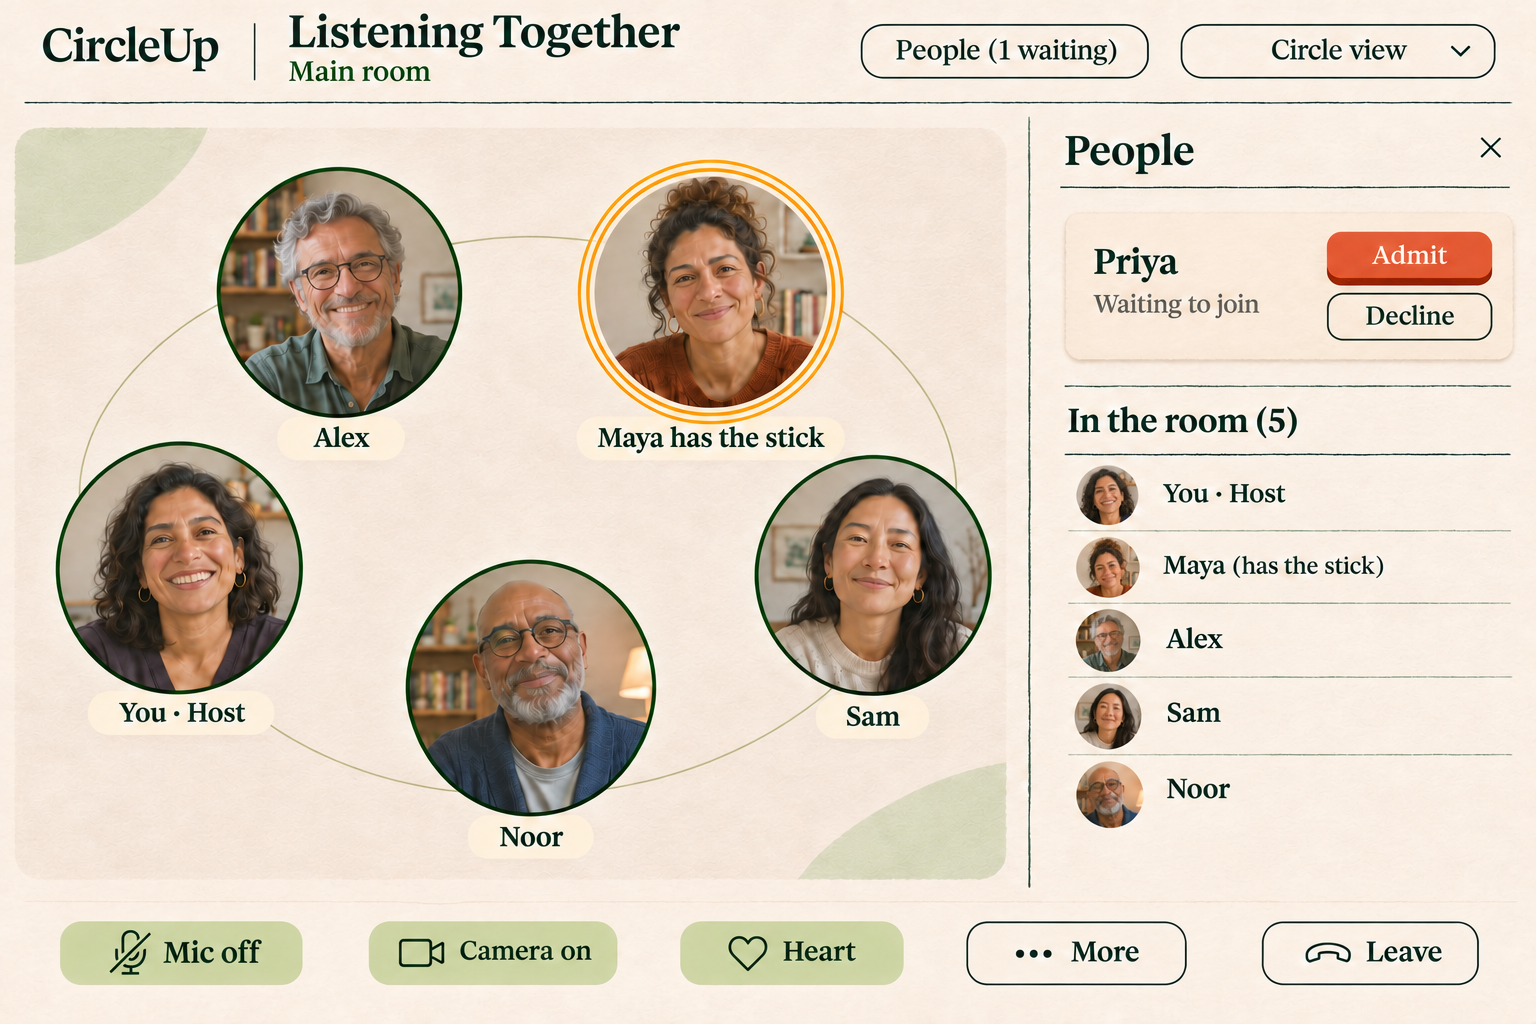 CircleUp
Listening Together
Main room
People (1 waiting)
Circle view
Alex
Maya has the stick
You · Host
Sam
Noor
People
Priya
Waiting to join
Admit
Decline
In the room (5)
You · Host
Maya (has the stick)
Alex
Sam
Noor
Mic off
Camera on
Heart
More
Leave